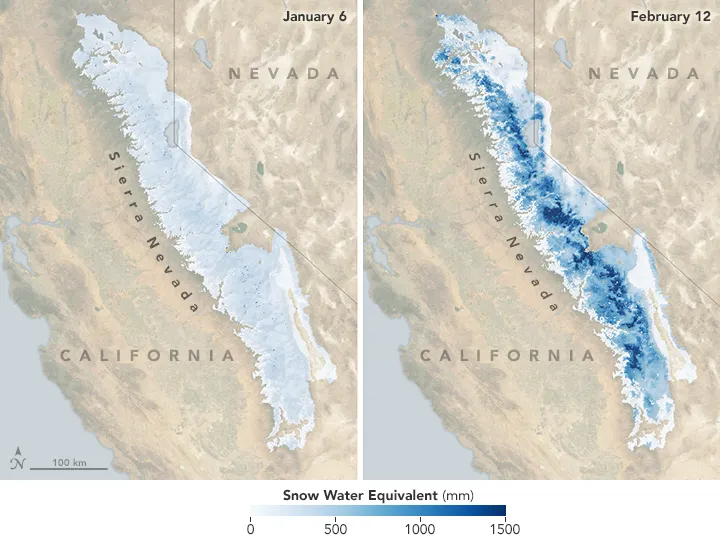 January 6
NEVADA
Sierra Nevada
CALIFORNIA
N
100 km
February 12
NEVADA
Sierra Nevada
CALIFORNIA
Snow Water Equivalent (mm)
0 500 1000 1500